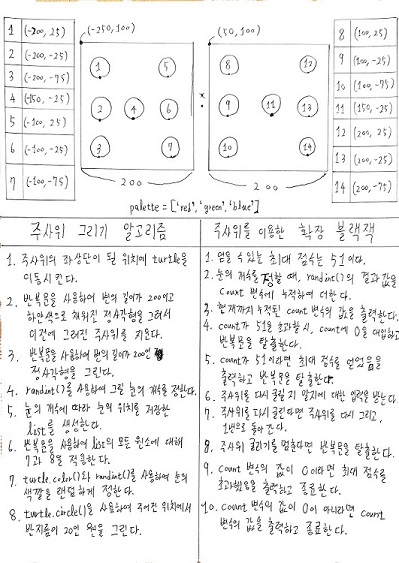 1 (-200, 25)
2 (-200, -25)
3 (-200, -75)
4 (-150, -25)
5 (-100, 25)
6 (-100, -25)
7 (-100, -75)
(-250, 100)
1 5
2 4 6
3 7
200
(50, 100)
8 12
9 11 13
10 14
200
8 (100, 25)
9 (100, -25)
10 (100, -75)
11 (150, -25)
12 (200, 25)
13 (200, -25)
14 (200, -75)
palette = ['red', 'green', 'blue']
주사위 그리기 알고리즘
1. 주사위의 좌상단이 될 위치에 turtle을
이동시킨다.
2. 반복문을 사용하여 변의 길이가 200이고
하얀색으로 채워진 정사각형을 그려서
이전에 그려진 주사위를 지운다.
3. 반복문을 사용하여 변의 길이가 200인
정사각형을 그린다.
4. randint()를 사용하여 그릴 눈의 개수를 정한다.
5. 눈의 개수에 따라 눈의 위치를 저장한
list를 생성한다.
6. 반복문을 사용하여 list의 모든 원소에 대해
7과 8을 적용한다.
7. turtle.color()와 randint()를 사용하여 눈의
색깔을 랜덤하게 정한다.
8. turtle.circle()을 사용하여 주어진 위치에서
반지름이 20인 원을 그린다.
주사위를 이용한 확장 블랙잭
1. 얻을 수 있는 최대 점수는 51이다.
2. 눈의 개수를 정할 때, randint()의 결과값을
count 변수에 누적하여 더한다.
3. 현재까지 누적된 count 변수의 값을 출력한다.
4. count가 51을 초과할 시, count에 0을 대입하고
반복문을 탈출한다.
5. count가 51이라면 최대 점수를 얻었음을
출력하고 반복문을 탈출한다.
6. 주사위를 다시 굴릴 지 말지에 대한 입력을 받는다.
7. 주사위를 다시 굴린다면 주사위를 다시 그리고,
1번으로 돌아간다.
8. 주사위 굴리기를 멈춘다면 반복문을 탈출한다.
9. count 변수의 값이 0이라면 최대 점수를
초과했음을 출력하고 종료한다.
10. count 변수의 값이 0이 아니라면 count
변수의 값을 출력하고 종료한다.